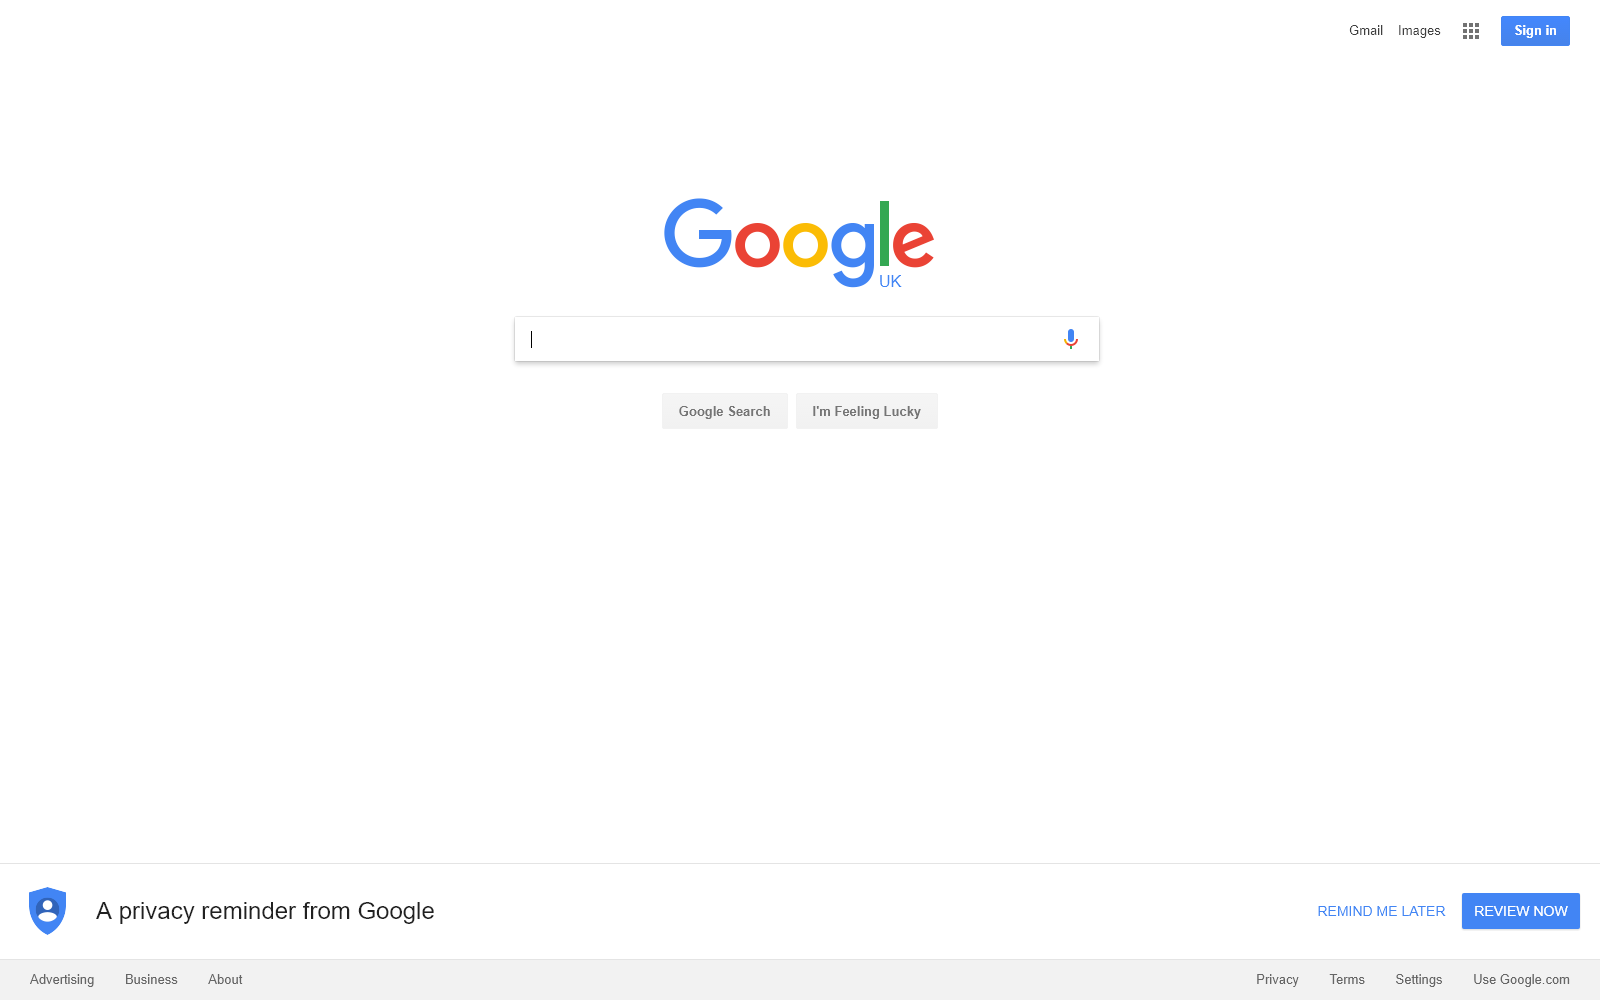 Gmail Images Sign in
Google
UK
Google Search I'm Feeling Lucky
A privacy reminder from Google REMIND ME LATER REVIEW NOW
Advertising Business About Privacy Terms Settings Use Google.com